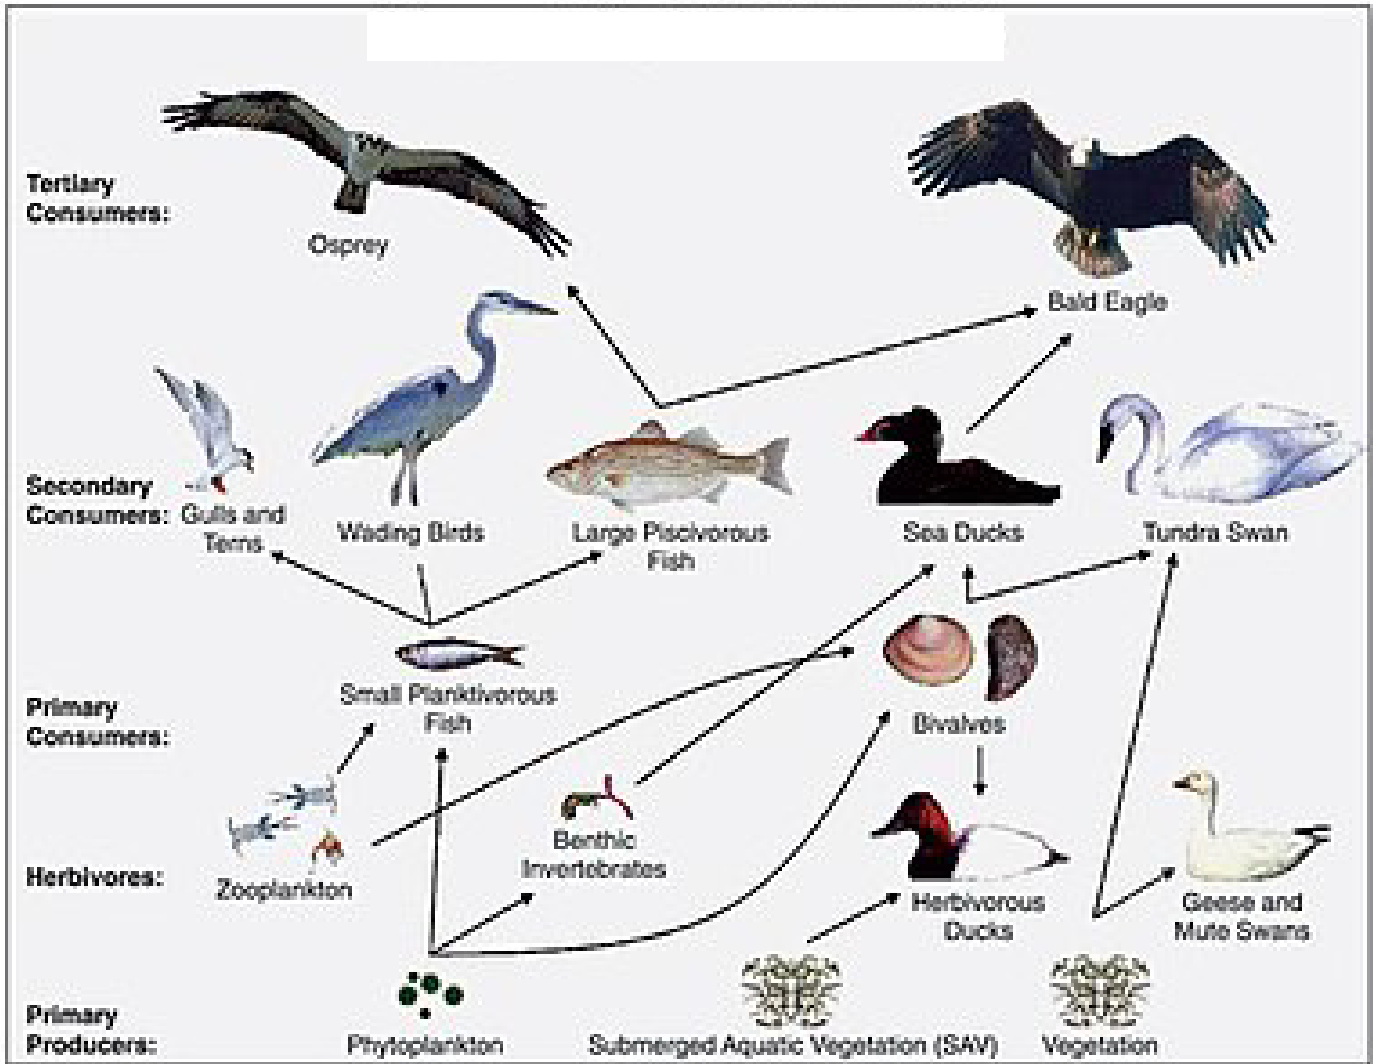 Tertiary
Consumers:
Osprey
Bald Eagle
Secondary
Consumers:
Gulls and
Terns
Wading Birds
Large Piscivorous
Fish
Sea Ducks
Tundra Swan
Primary
Consumers:
Small Planktivorous
Fish
Bivalves
Herbivores:
Zooplankton
Benthic
Invertebrates
Herbivorous
Ducks
Geese and
Mute Swans
Primary
Producers:
Phytoplankton
Submerged Aquatic Vegetation (SAV)
Vegetation